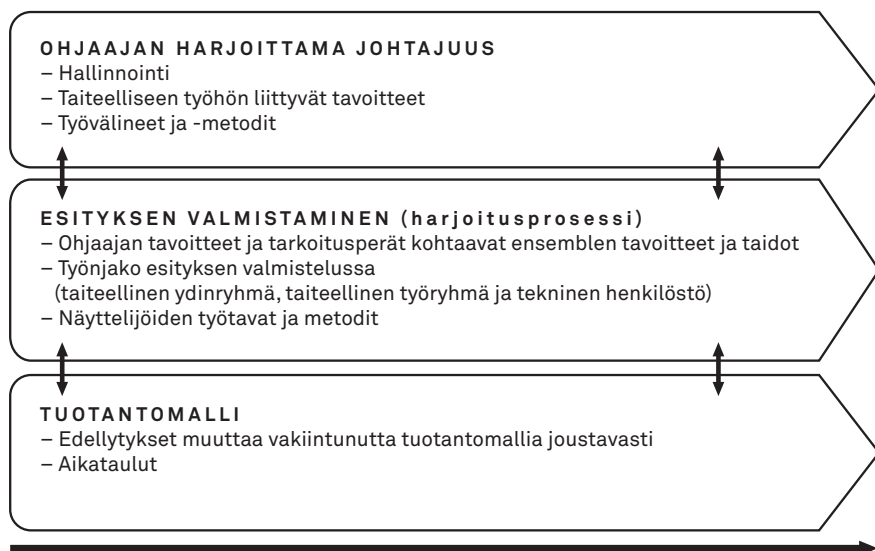 OHJAAJAN HARJOITTAMA JOHTAJUUS
– Hallinnointi
– Taiteelliseen työhön liittyvät tavoitteet
– Työvälineet ja -metodit
ESITYKSEN VALMISTAMINEN (harjoitusprosessi)
– Ohjaajan tavoitteet ja tarkoitusperät kohtaavat ensemblen tavoitteet ja taidot
– Työnjako esityksen valmistelussa
(taiteellinen ydinryhmä, taiteellinen työryhmä ja tekninen henkilöstö)
– Näyttelijöiden työtavat ja metodit
TUOTANTOMALLI
– Edellytykset muuttaa vakiintunutta tuotantomallia joustavasti
– Aikataulut